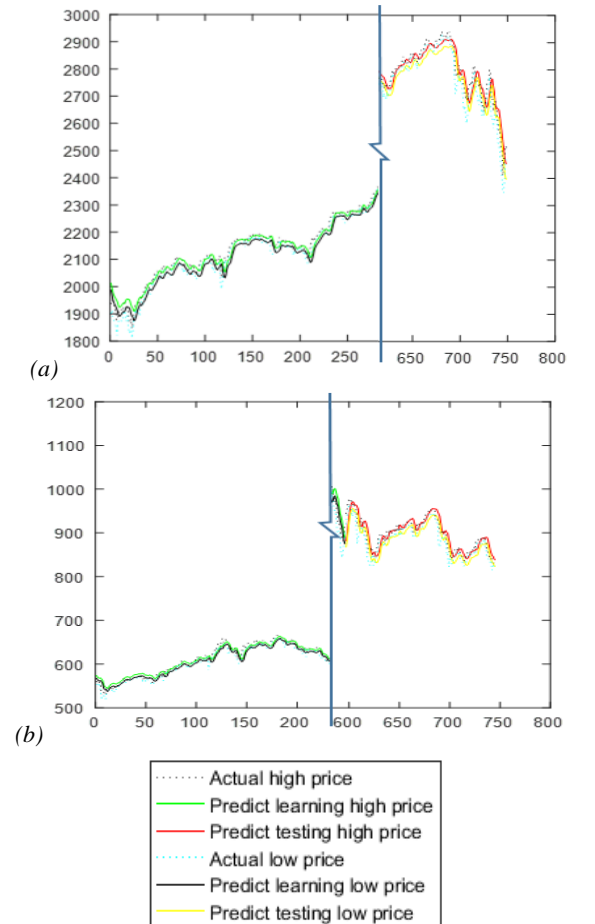 3000
2900
2800
2700
2600
2500
2400
2300
2200
2100
2000
1900
1800
0 50 100 150 200 250 650 700 750 800
(a)
1200
1100
1000
900
800
700
600
500
0 50 100 150 200 600 650 700 750 800
(b)
Actual high price
Predict learning high price
Predict testing high price
Actual low price
Predict learning low price
Predict testing low price